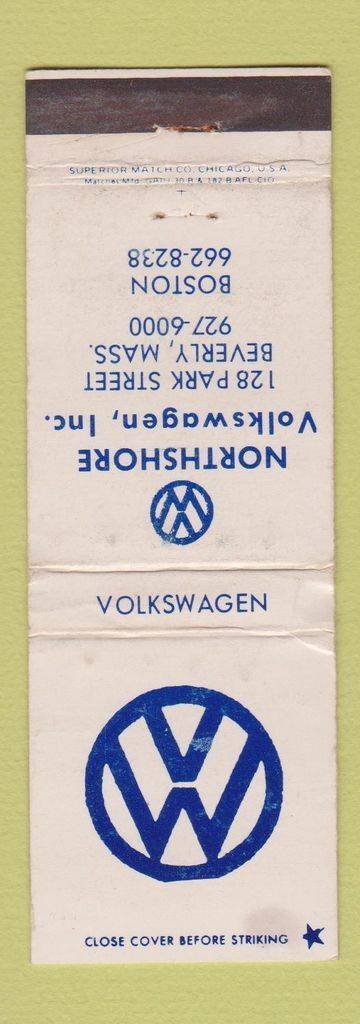 SUPERIOR MATCH CO. CHICAGO, U.S.A.
NORTHSHORE
Volkswagen, Inc.
128 PARK STREET
BEVERLY, MASS.
927-6000
BOSTON
662-8238
VOLKSWAGEN
CLOSE COVER BEFORE STRIKING